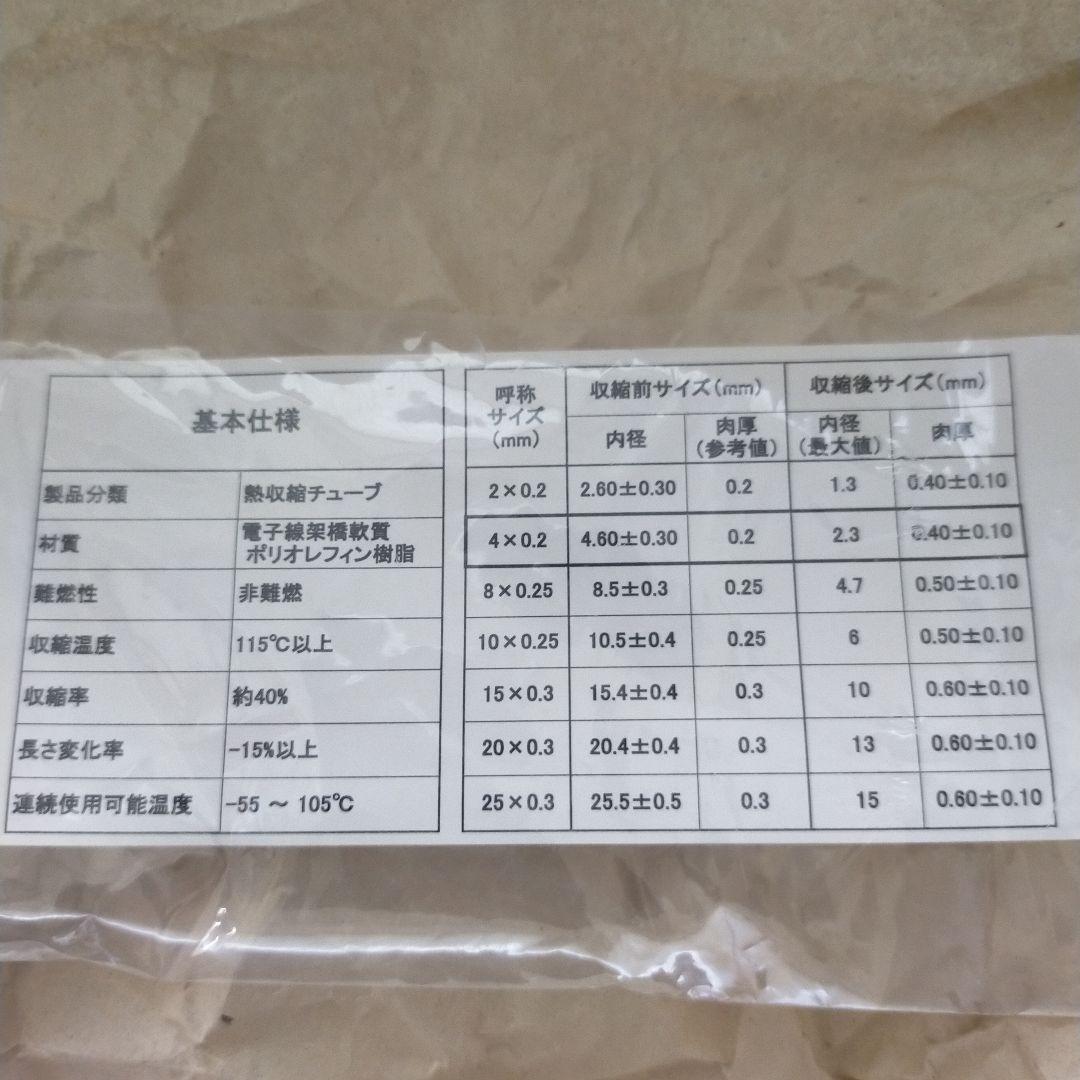 基本仕様
製品分類 熱収縮チューブ
材質 電子線架橋軟質
ポリオレフィン樹脂
難燃性 非難燃
収縮温度 115℃以上
収縮率 約40%
長さ変化率 -15%以上
連続使用可能温度 -55 ～ 105℃
呼称
サイズ
(mm)
収縮前サイズ(mm) 収縮後サイズ(mm)
内径 肉厚
(参考値) 内径
(最大値) 肉厚
2×0.2 2.60±0.30 0.2 1.3 0.40±0.10
4×0.2 4.60±0.30 0.2 2.3 0.40±0.10
8×0.25 8.5±0.3 0.25 4.7 0.50±0.10
10×0.25 10.5±0.4 0.25 6 0.50±0.10
15×0.3 15.4±0.4 0.3 10 0.60±0.10
20×0.3 20.4±0.4 0.3 13 0.60±0.10
25×0.3 25.5±0.5 0.3 15 0.60±0.10